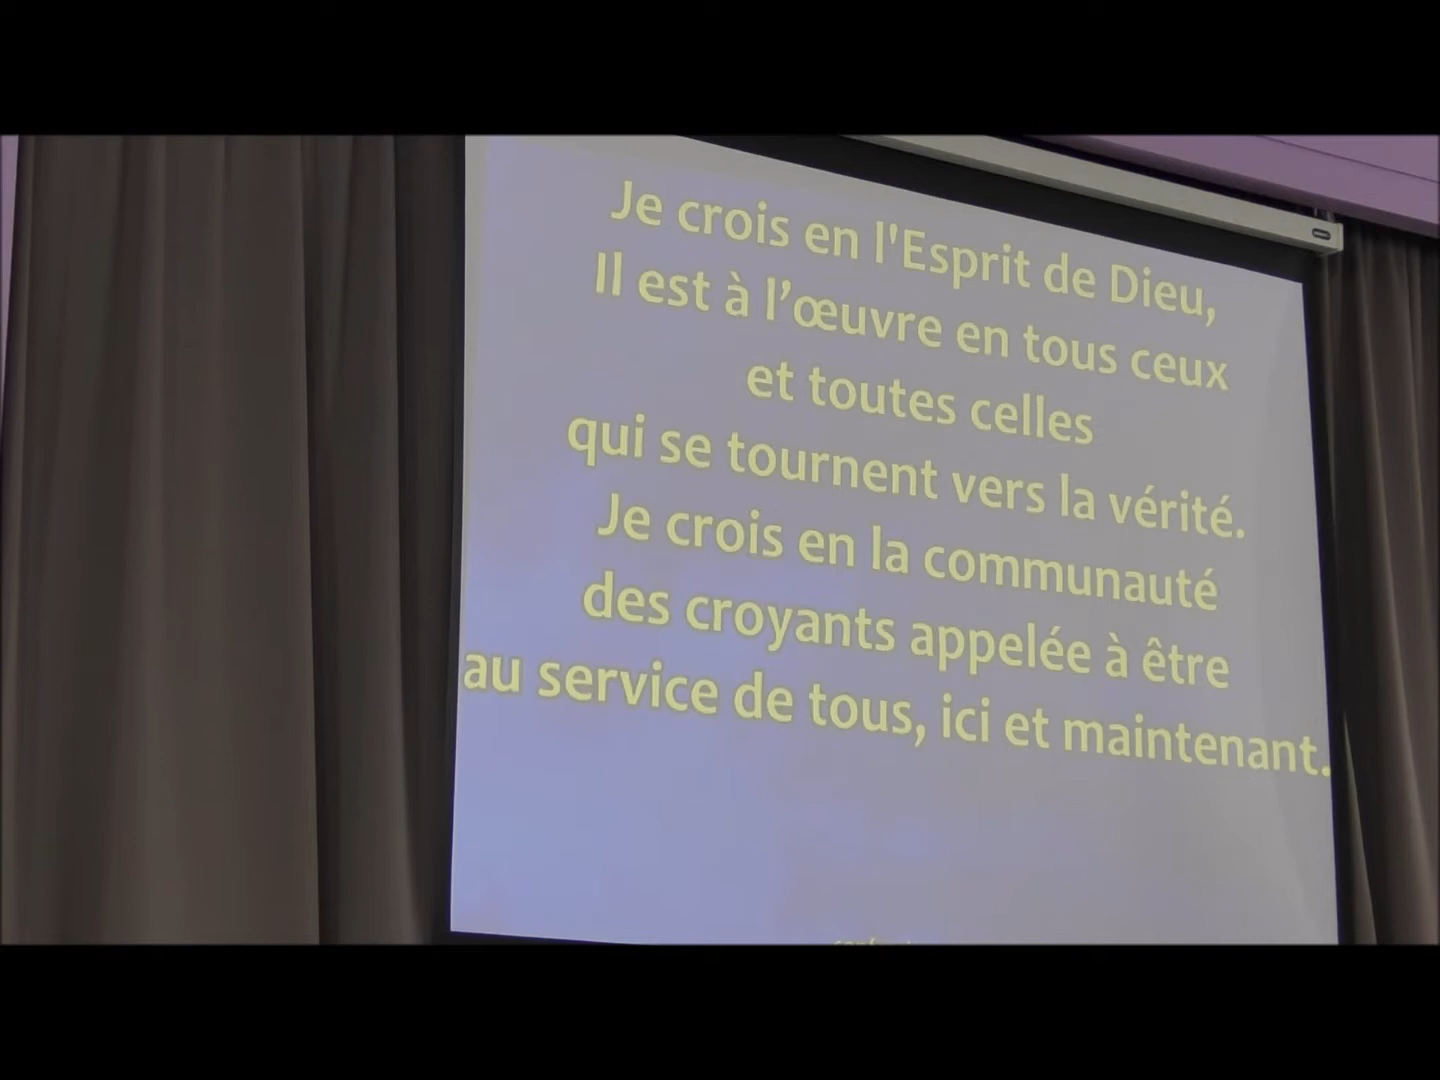 Je crois en l'Esprit de Dieu,
Il est à l’œuvre en tous ceux
et toutes celles
qui se tournent vers la vérité.
Je crois en la communauté
des croyants appelée à être
au service de tous, ici et maintenant.